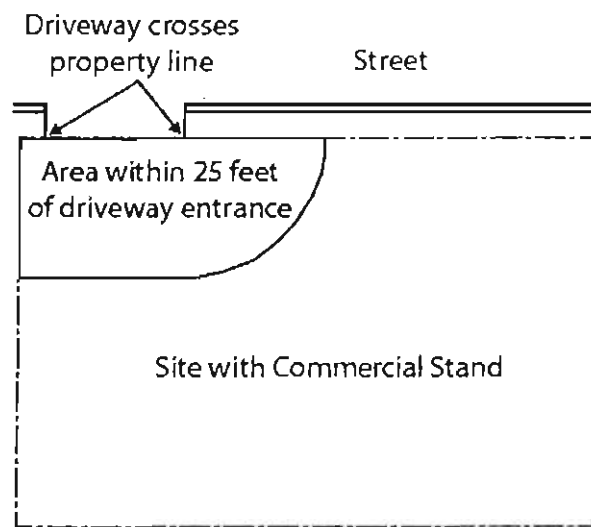 Driveway crosses
property line
Street
Area within 25 feet
of driveway entrance
Site with Commercial Stand